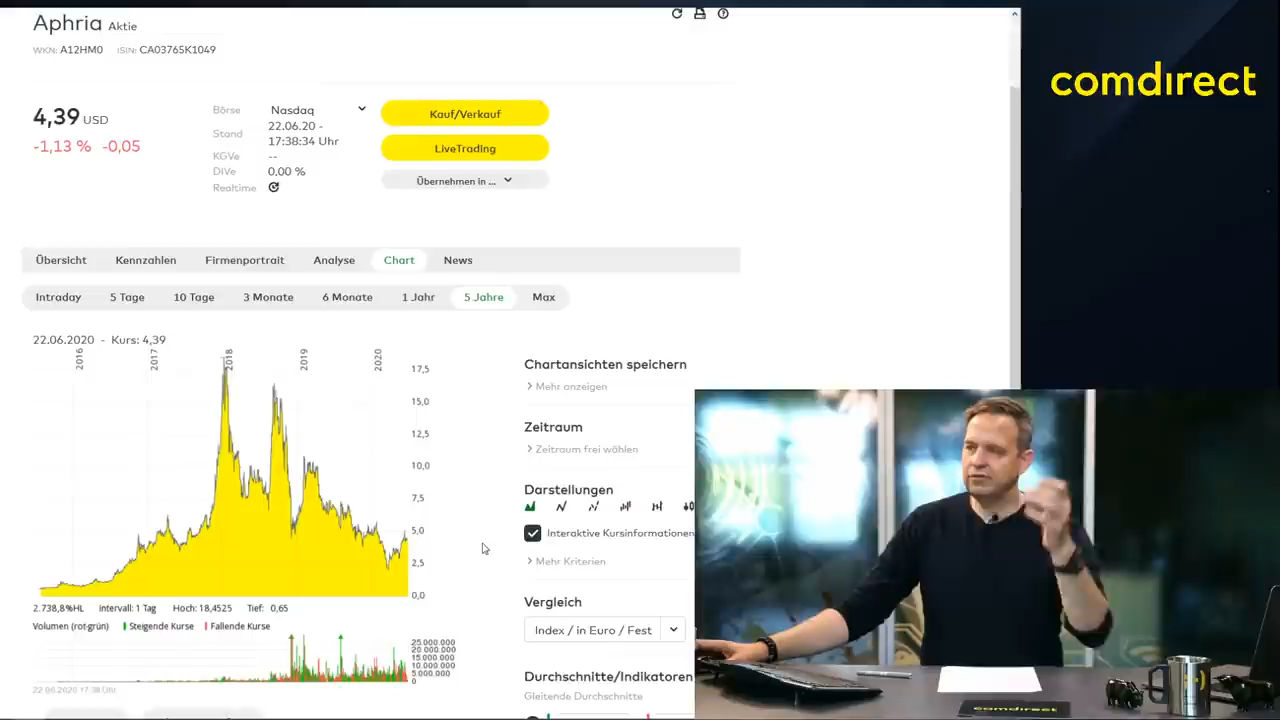 Aphria Aktie
WKN: A12HM0 ISIN: CA03765K1049
comdirect
4,39 USD
-1,13 % -0,05
Börse Nasdaq
Stand 22.06.20 -
17:38:34 Uhr
KGVe --
DIVe 0,00 %
Realtime
Kauf/Verkauf
LiveTrading
Übernehmen in ...
Übersicht Kennzahlen Firmenportrait Analyse Chart News
Intraday 5 Tage 10 Tage 3 Monate 6 Monate 1 Jahr 5 Jahre Max
22.06.2020 - Kurs: 4,39
2016 2017 2018 2019 2020
17,5
15,0
12,5
10,0
7,5
5,0
2,5
0,0
2.738,8%HL Intervall: 1 Tag Hoch: 18,4525 Tief: 0,65
Volumen (rot-grün) Steigende Kurse Fallende Kurse
25.000.000
20.000.000
15.000.000
10.000.000
5.000.000
0
22.06.2020 17:38 Uhr
Chartansichten speichern
Mehr anzeigen
Zeitraum
Zeitraum frei wählen
Darstellungen
Interaktive Kursinformationen
Mehr Kriterien
Vergleich
Index / in Euro / Fest
Durchschnitte/Indikatoren
Gleitende Durchschnitte
comdirect